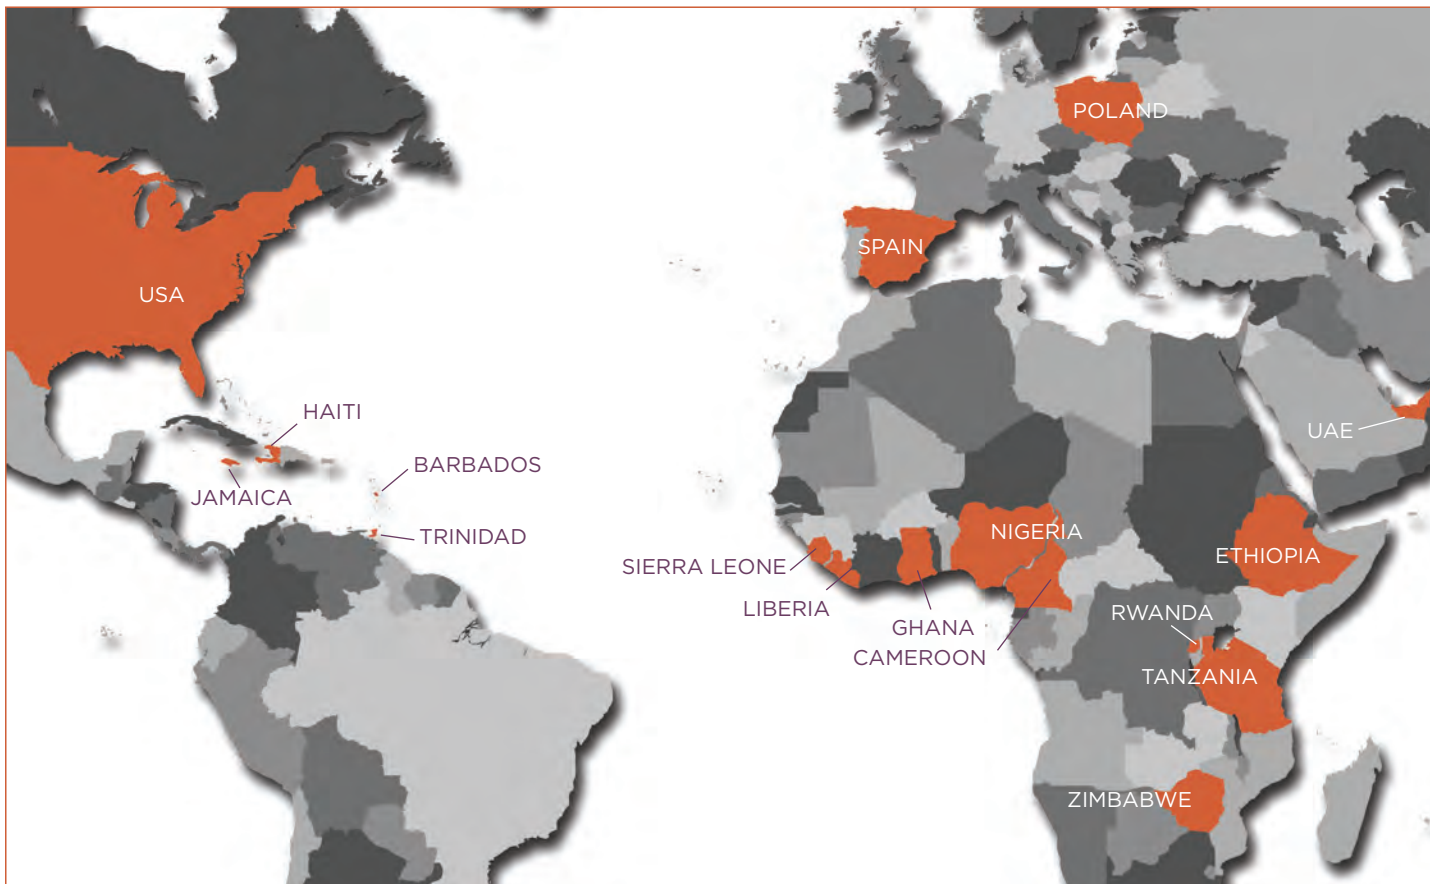 POLAND
SPAIN
USA
HAITI
UAE
BARBADOS
JAMAICA
TRINIDAD
NIGERIA
ETHIOPIA
SIERRA LEONE
LIBERIA
RWANDA
GHANA
CAMEROON
TANZANIA
ZIMBABWE